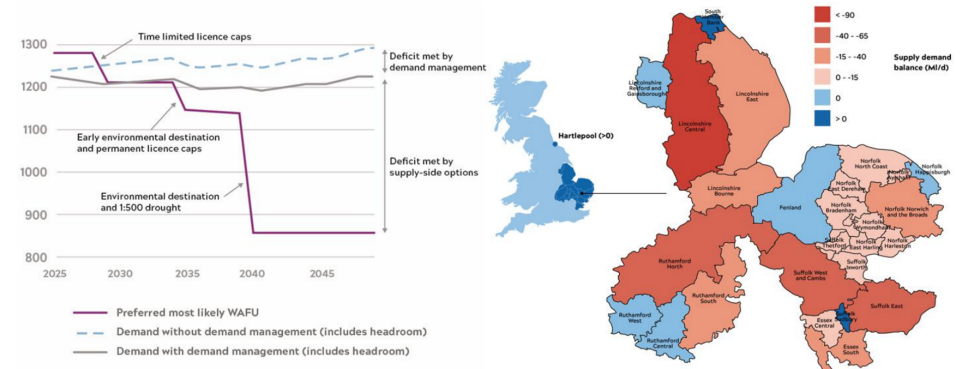 1300
1200
1100
1000
900
800
2025
2030
2035
2040
2045
Time limited licence caps
Early environmental destination
and permanent licence caps
Environmental destination
and 1:500 drought
Deficit met by
demand management
Deficit met by
supply-side options
Preferred most likely WAFU
Demand without demand management (includes headroom)
Demand with demand management (includes headroom)
Hartlepool (>0)
South
Bank
Lincolnshire
Retford and
Gainsborough
Lincolnshire
Central
Lincolnshire
East
Lincolnshire
Bourne
Fenland
Norfolk
North Coast
Norfolk
Happisburgh
Norfolk
Norfolk
East Dereham
Norfolk
Bradenham
Norfolk Norwich
and the Broads
Norfolk
Wymondham
Suffolk
Thetford
Norfolk
East Harling
Norfolk
Harleston
Suffolk
Ixworth
Ruthamford
North
Ruthamford
South
Ruthamford
West
Ruthamford
Central
Suffolk West
and Cambs
Suffolk East
Suffolk
Sudbury
Essex
Central
Essex
South
< -90
-40 - -65
-15 - -40
0 - -15
0
> 0
Supply demand
balance (Ml/d)